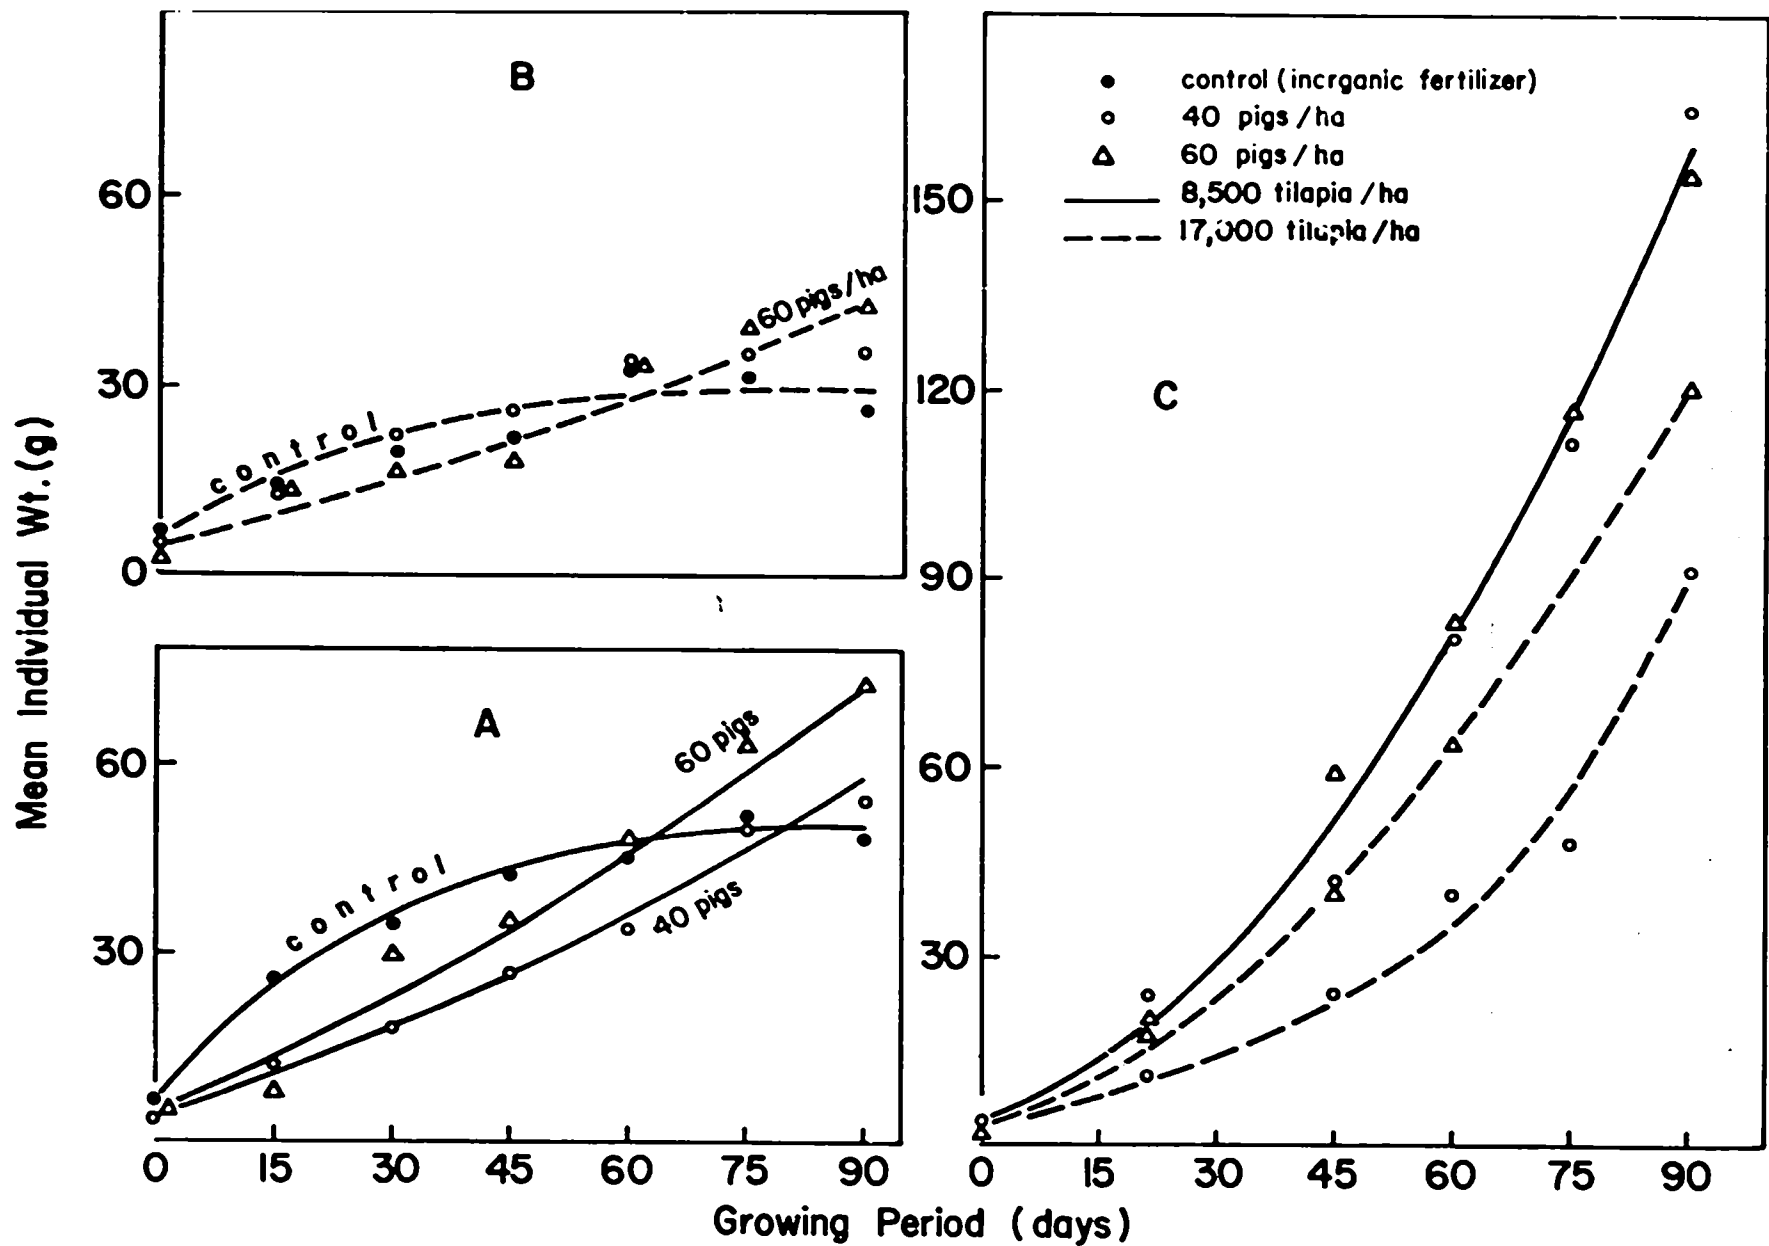 B
60
30
0
control
60 pigs/ha
A
60
30
control
60 pigs
40 pigs
0 15 30 45 60 75 90
control (incrganic fertilizer)
40 pigs/ha
60 pigs/ha
8,500 tilapia/ha
17,000 tilapia/ha
C
150
120
90
60
30
0 15 30 45 60 75 90
Mean Individual Wt. (g)
Growing Period (days)